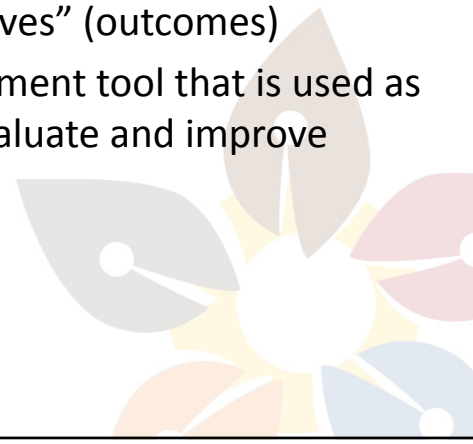 ves” (outcomes)
ment tool that is used as
aluate and improve